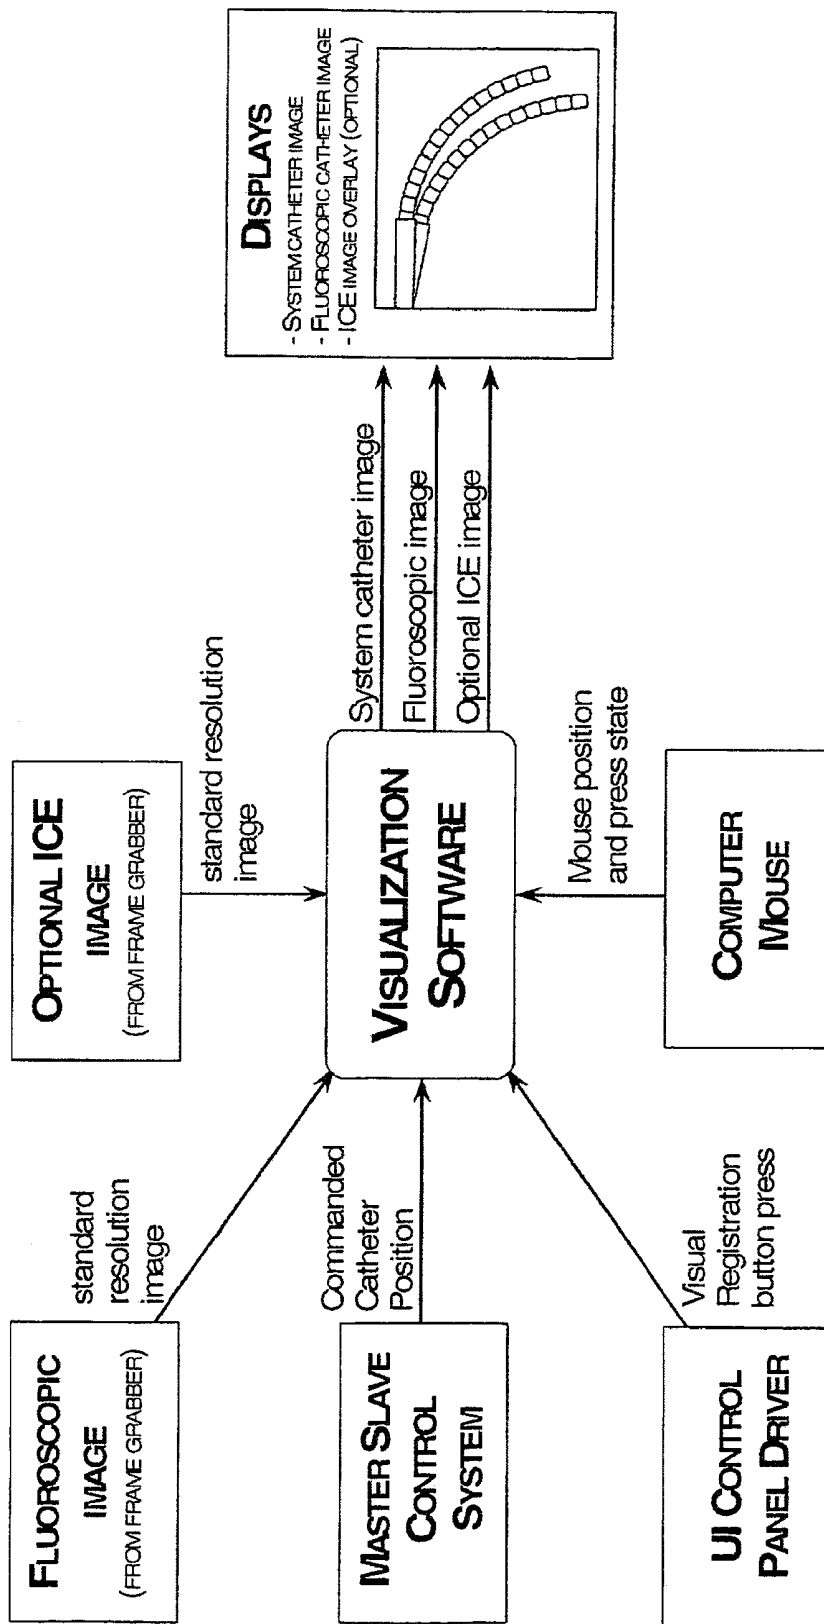 FLUOROSCOPIC
IMAGE
(FROM FRAME GRABBER)
standard
resolution
image
OPTIONAL ICE
IMAGE
(FROM FRAME GRABBER)
standard resolution
image
MASTER SLAVE
CONTROL
SYSTEM
Commanded
Catheter
Position
VISUALIZATION
SOFTWARE
System catheter image
Fluoroscopic image
Optional ICE image
DISPLAYS
- SYSTEM CATHETER IMAGE
- FLUOROSCOPIC CATHETER IMAGE
- ICE IMAGE OVERLAY (OPTIONAL)
UI CONTROL
PANEL DRIVER
Visual
Registration
button press
COMPUTER
MOUSE
Mouse position
and press state